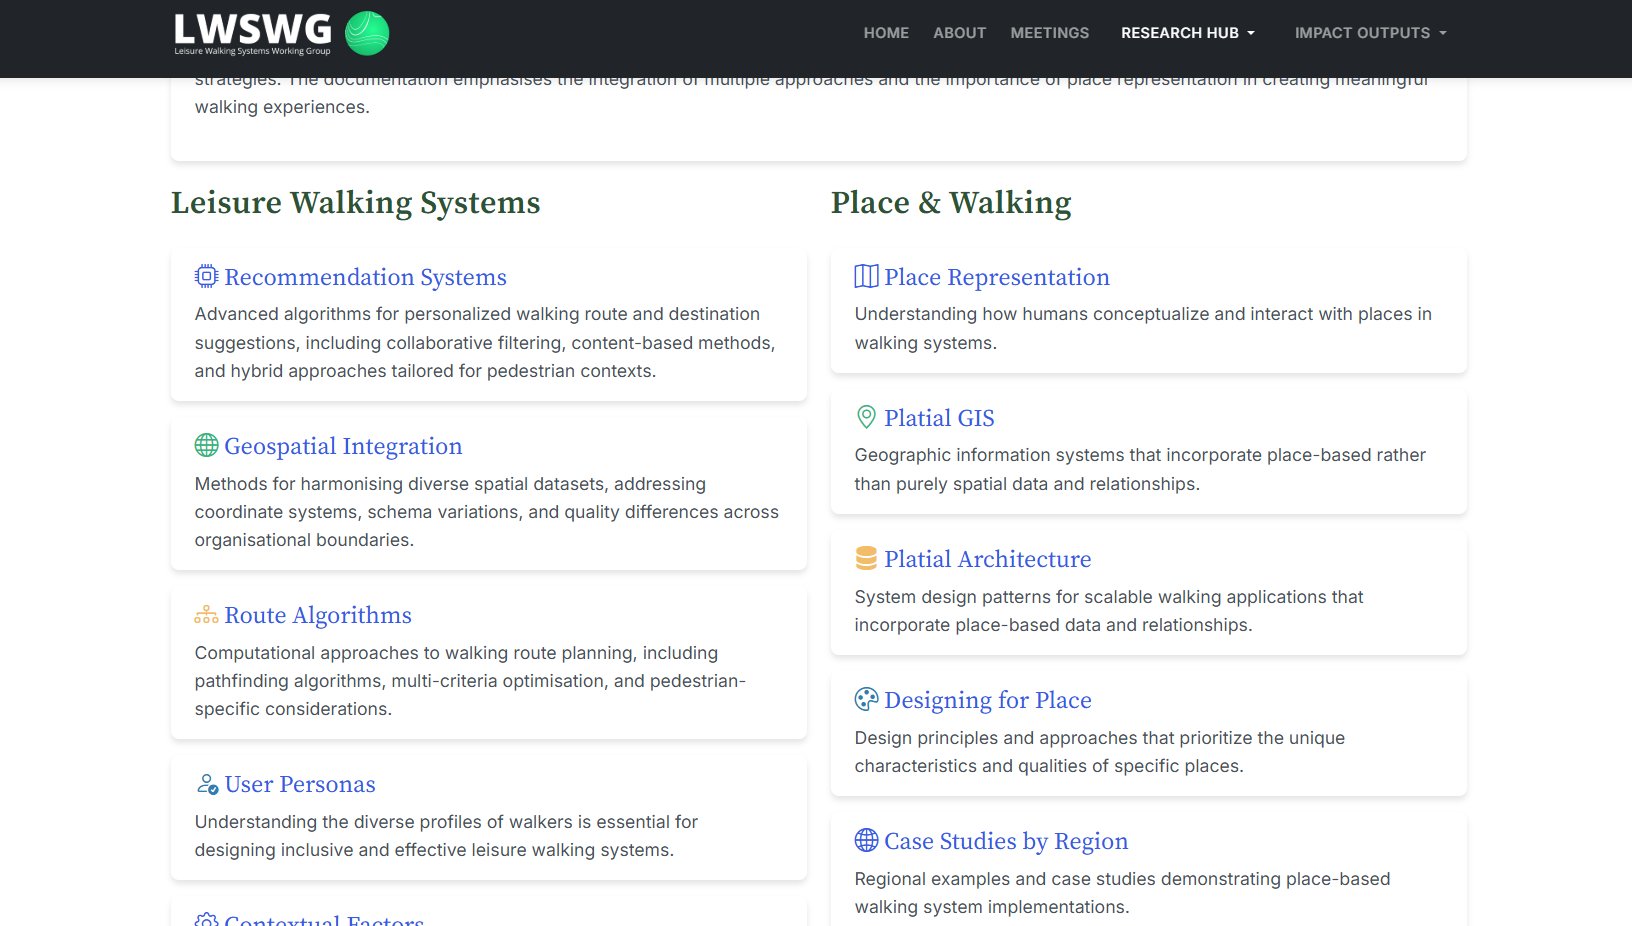 LWSWG
Leisure Walking Systems Working Group
HOME
ABOUT
MEETINGS
RESEARCH HUB
IMPACT OUTPUTS
strategies. The documentation emphasises the integration of multiple approaches and the importance of place representation in creating meaningful
walking experiences.
Leisure Walking Systems
Recommendation Systems
Advanced algorithms for personalized walking route and destination
suggestions, including collaborative filtering, content-based methods,
and hybrid approaches tailored for pedestrian contexts.
Geospatial Integration
Methods for harmonising diverse spatial datasets, addressing
coordinate systems, schema variations, and quality differences across
organisational boundaries.
Route Algorithms
Computational approaches to walking route planning, including
pathfinding algorithms, multi-criteria optimisation, and pedestrian-
specific considerations.
User Personas
Understanding the diverse profiles of walkers is essential for
designing inclusive and effective leisure walking systems.
Contextual Factors
Place & Walking
Place Representation
Understanding how humans conceptualize and interact with places in
walking systems.
Platial GIS
Geographic information systems that incorporate place-based rather
than purely spatial data and relationships.
Platial Architecture
System design patterns for scalable walking applications that
incorporate place-based data and relationships.
Designing for Place
Design principles and approaches that prioritize the unique
characteristics and qualities of specific places.
Case Studies by Region
Regional examples and case studies demonstrating place-based
walking system implementations.